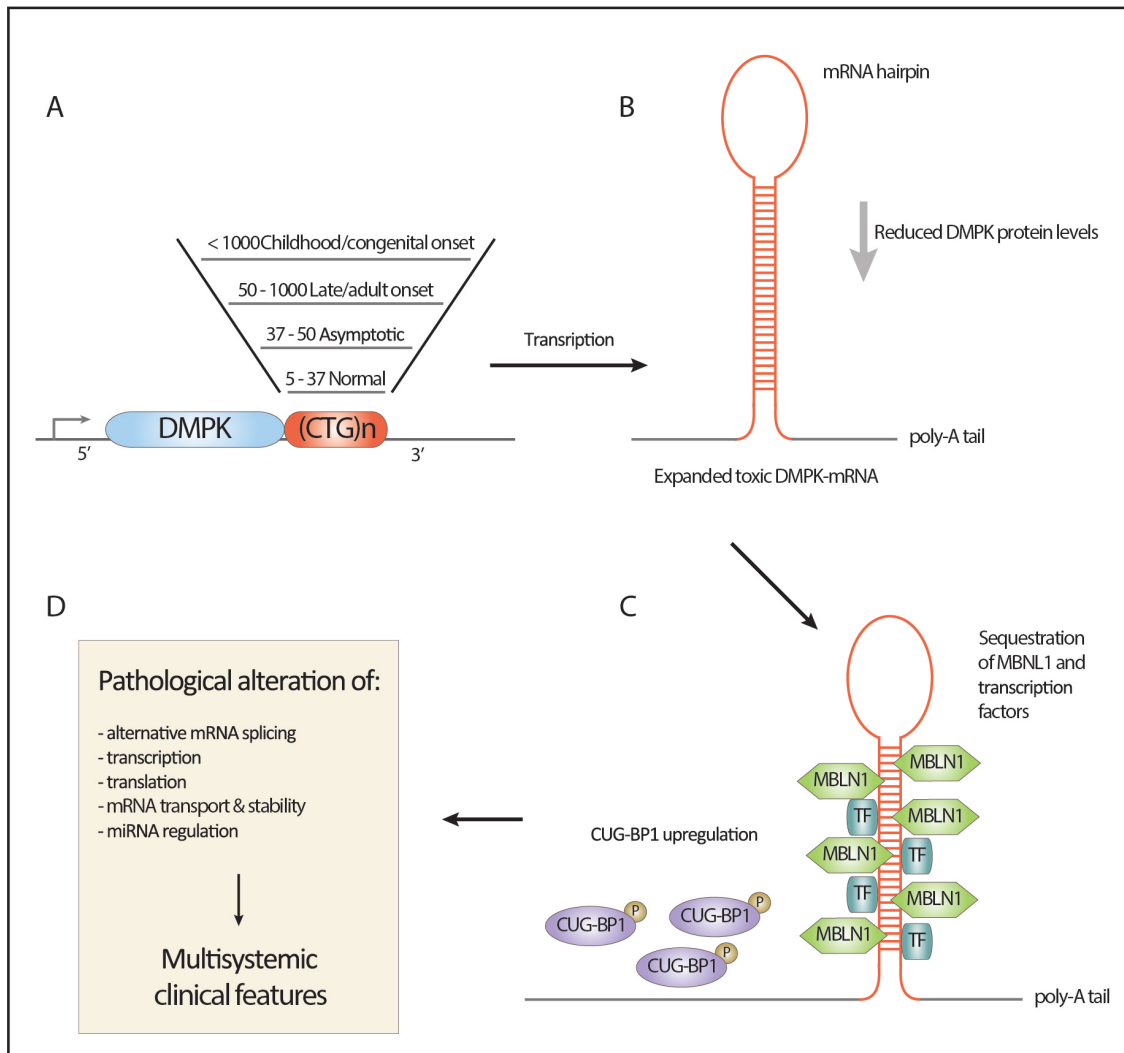 A
< 1000Childhood/congenital onset
50 - 1000 Late/adult onset
37 - 50 Asymptotic
5 - 37 Normal
DMPK
(CTG)n
5’
3’
Transription
B
mRNA hairpin
Reduced DMPK protein levels
poly-A tail
Expanded toxic DMPK-mRNA
C
Sequestration
of MBNL1 and
transcription
factors
MBLN1
MBLN1
TF
MBLN1
MBLN1
TF
TF
MBLN1
MBLN1
TF
CUG-BP1 upregulation
CUG-BP1
P
CUG-BP1
P
CUG-BP1
P
poly-A tail
D
Pathological alteration of:
- alternative mRNA splicing
- transcription
- translation
- mRNA transport & stability
- miRNA regulation
Multisystemic
clinical features